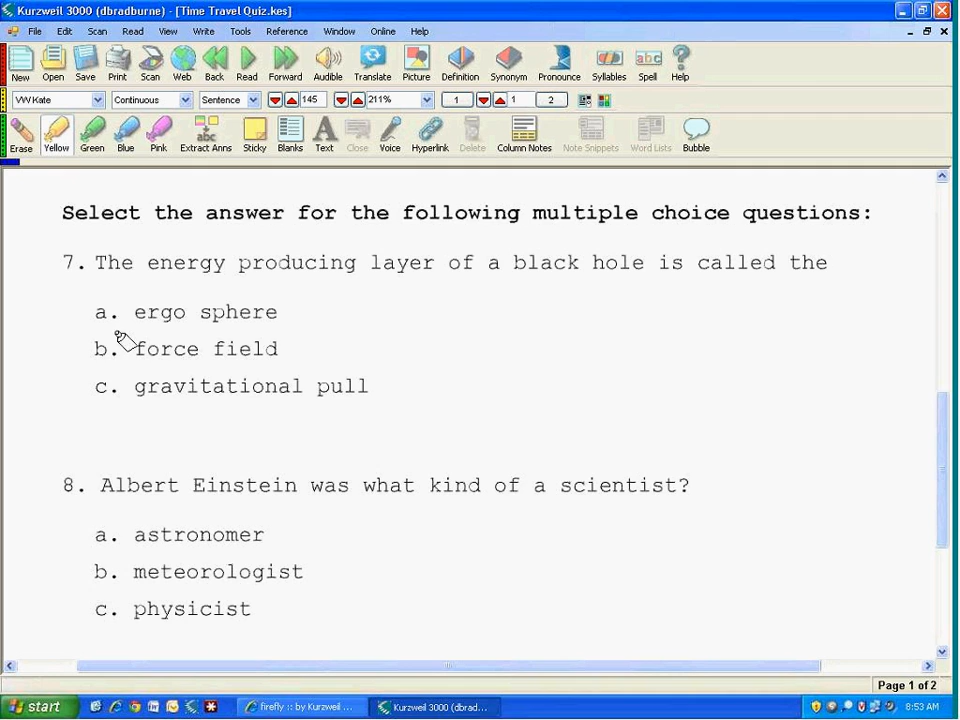 Kurzweil 3000 (dbradburne) - [Time Travel Quiz.kes]
File Edit Scan Read View Write Tools Reference Window Online Help
New Open Save Print Scan Web Back Read Forward Audible Translate Picture Definition Synonym Pronounce Syllables Spell Help
VW Kate Continuous Sentence 145 211% 1 1 2
Erase Yellow Green Blue Pink Extract Anns Sticky Blanks Text Close Voice Hyperlink Delete Column Notes Note Snippets Word Lists Bubble
Select the answer for the following multiple choice questions:
7. The energy producing layer of a black hole is called the
a. ergo sphere
b. force field
c. gravitational pull
8. Albert Einstein was what kind of a scientist?
a. astronomer
b. meteorologist
c. physicist
Page 1 of 2
start firefly :: by Kurzweil ... Kurzweil 3000 (dbrad... 8:53 AM